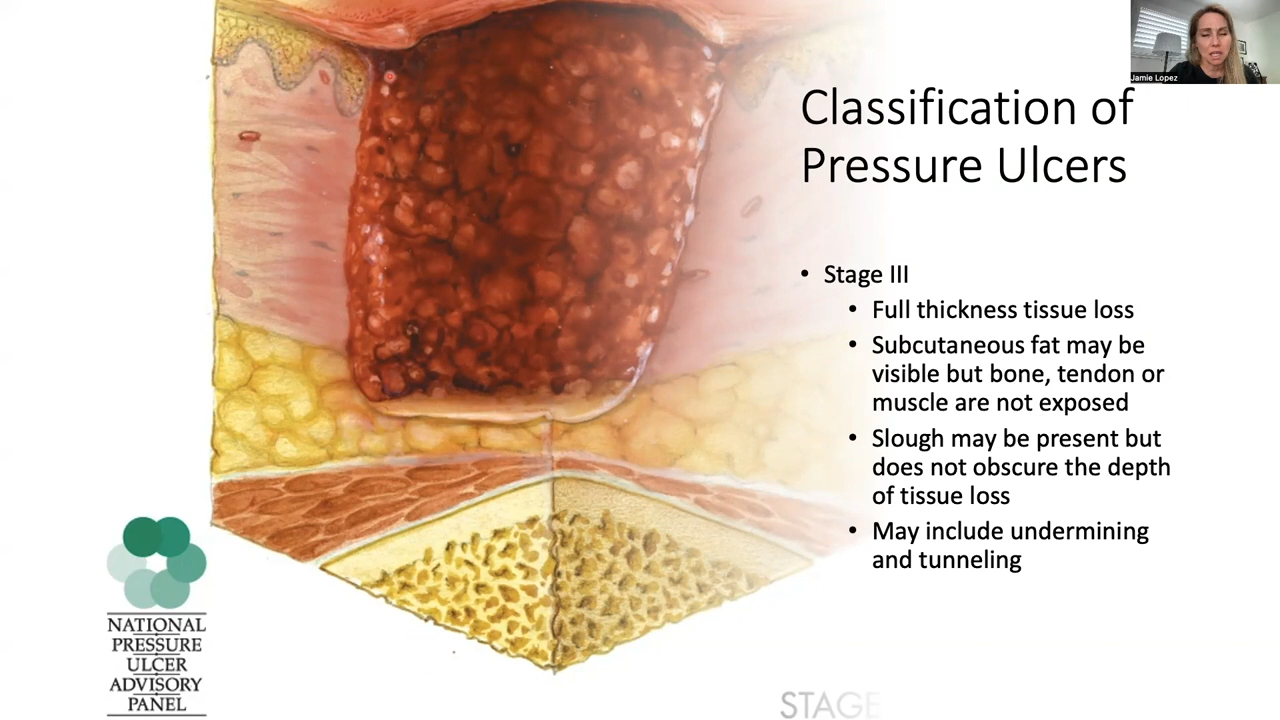 Jamie Lopez
Classification of
Pressure Ulcers
• Stage III
• Full thickness tissue loss
• Subcutaneous fat may be
visible but bone, tendon or
muscle are not exposed
• Slough may be present but
does not obscure the depth
of tissue loss
• May include undermining
and tunneling
NATIONAL
PRESSURE
ULCER
ADVISORY
PANEL
STAGE